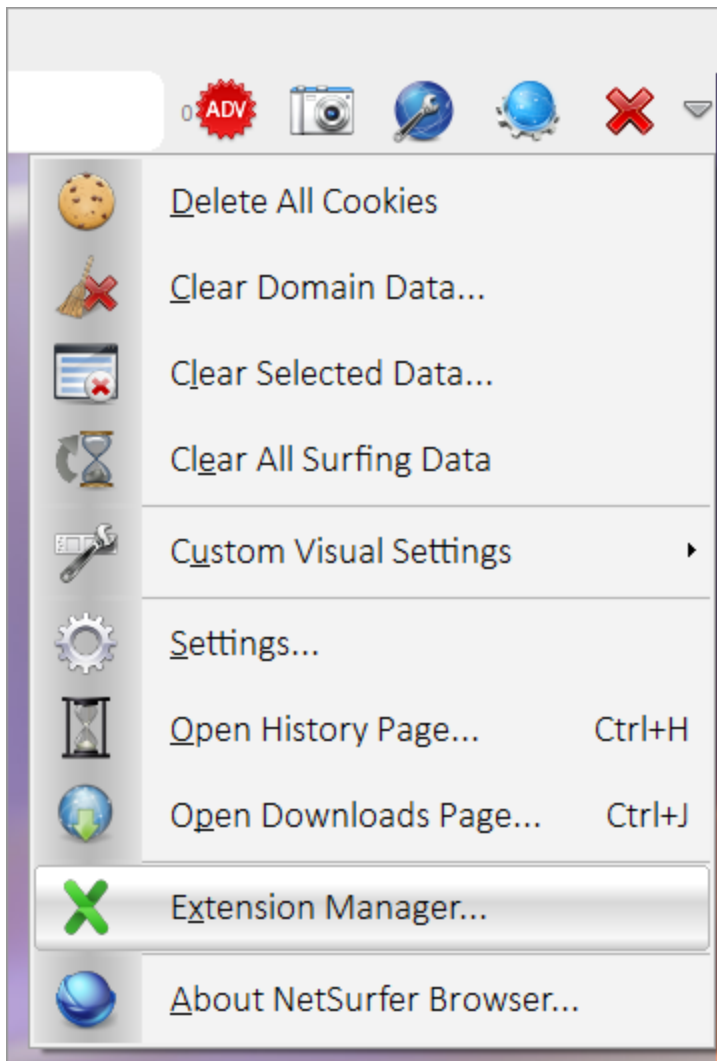 0 ADV
Delete All Cookies
Clear Domain Data...
Clear Selected Data...
Clear All Surfing Data
Custom Visual Settings
Settings...
Open History Page... Ctrl+H
Open Downloads Page... Ctrl+J
Extension Manager...
About NetSurfer Browser...